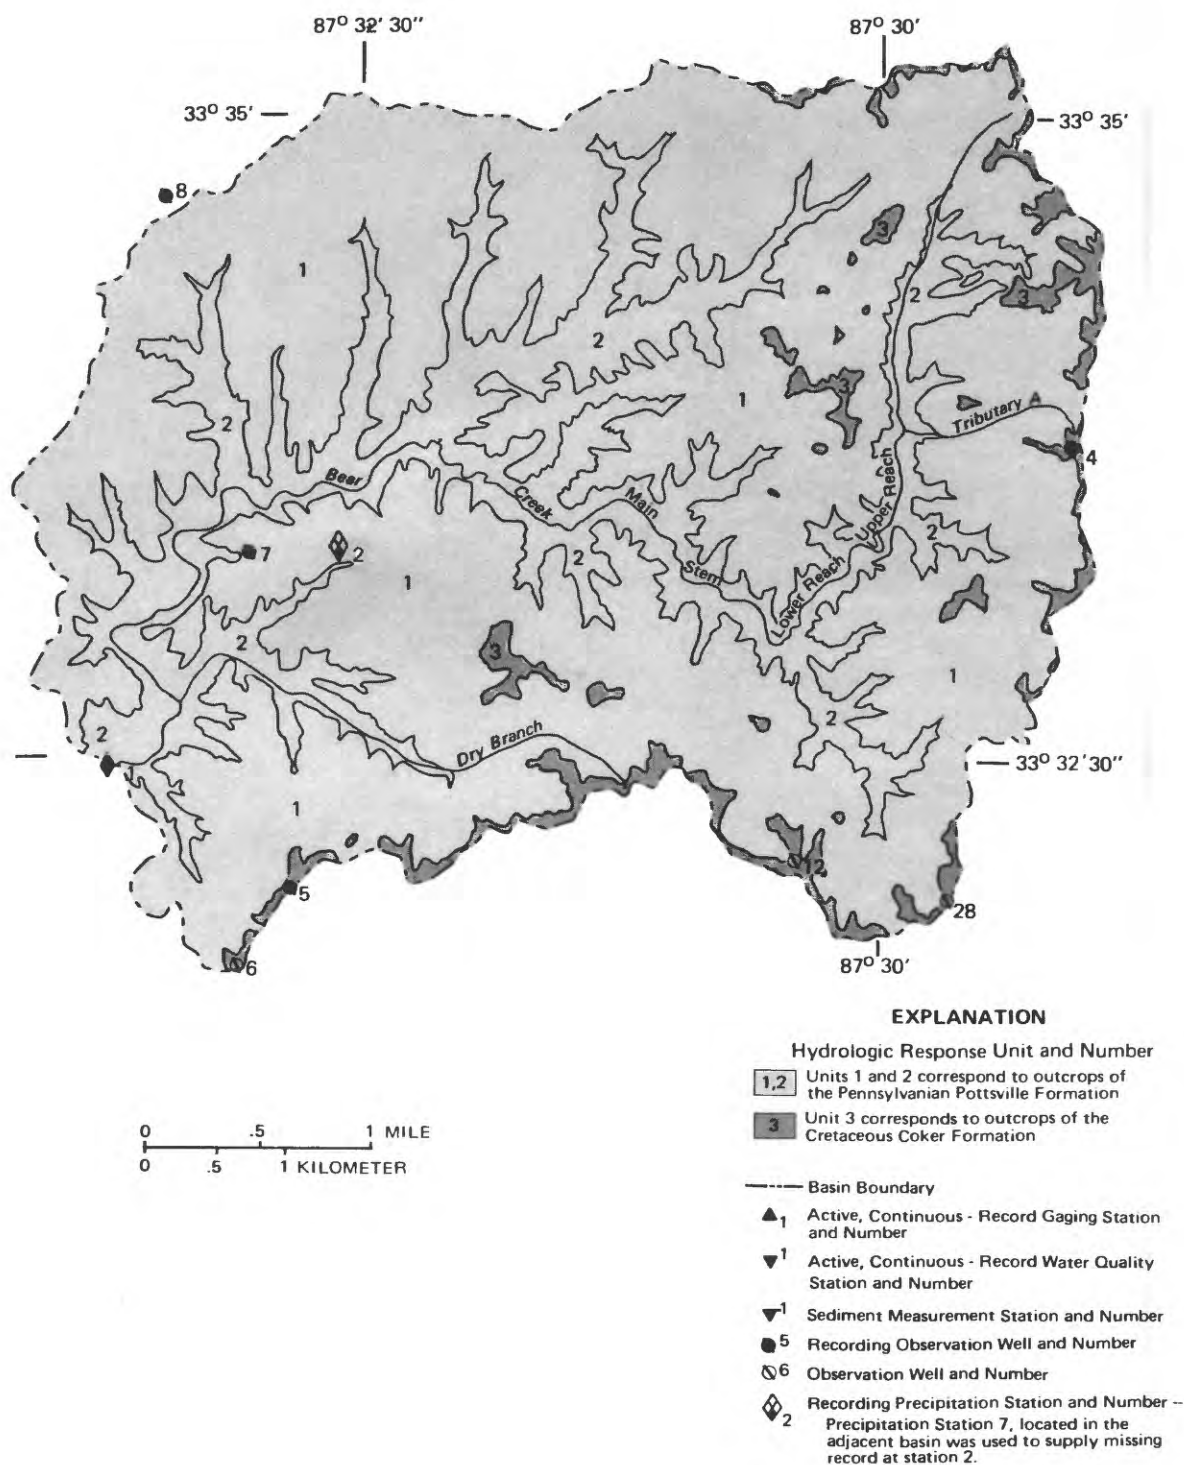 87° 32' 30"
87° 30'
33° 35'
33° 35'
8
3
1
2
3
2
1
3
2
Tributary A
4
Bear
Creek
Main
Stem
Upper Reach
Lower Reach
7
2
1
2
2
2
3
1
2
2
Dry Branch
33° 32' 30"
1
1
5
12
28
6
87° 30'
EXPLANATION
Hydrologic Response Unit and Number
1,2 Units 1 and 2 correspond to outcrops of
the Pennsylvanian Pottsville Formation
3 Unit 3 corresponds to outcrops of the
Cretaceous Coker Formation
0 .5 1 MILE
0 .5 1 KILOMETER
Basin Boundary
1 Active, Continuous - Record Gaging Station
and Number
1 Active, Continuous - Record Water Quality
Station and Number
1 Sediment Measurement Station and Number
5 Recording Observation Well and Number
6 Observation Well and Number
2 Recording Precipitation Station and Number --
Precipitation Station 7, located in the
adjacent basin was used to supply missing
record at station 2.